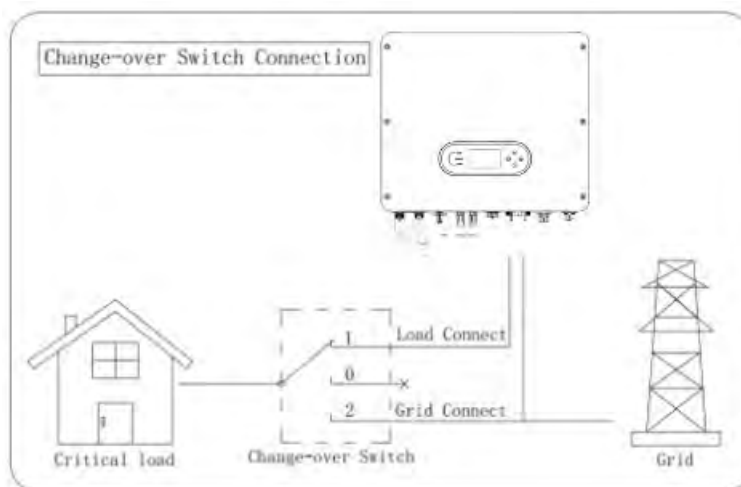 Change-over Switch Connection
1 Load Connect
0
2 Grid Connect
Critical load
Change-over Switch
Grid